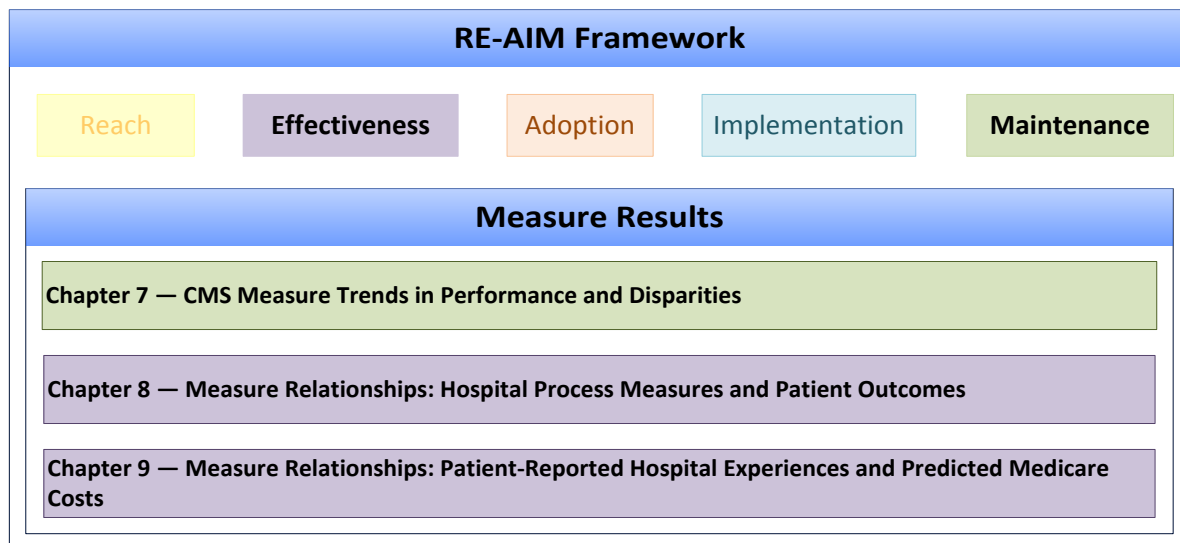 RE-AIM Framework
Reach
Effectiveness
Adoption
Implementation
Maintenance
Measure Results
Chapter 7 — CMS Measure Trends in Performance and Disparities
Chapter 8 — Measure Relationships: Hospital Process Measures and Patient Outcomes
Chapter 9 — Measure Relationships: Patient-Reported Hospital Experiences and Predicted Medicare
Costs